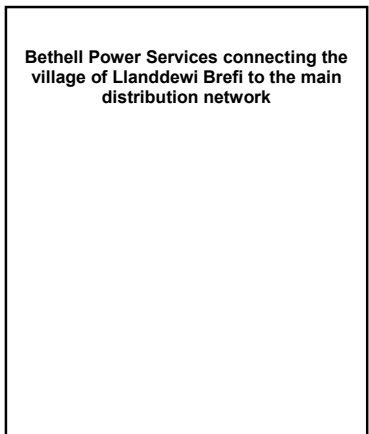 Bethell Power Services connecting the
village of Llanddewi Brefi to the main
distribution network